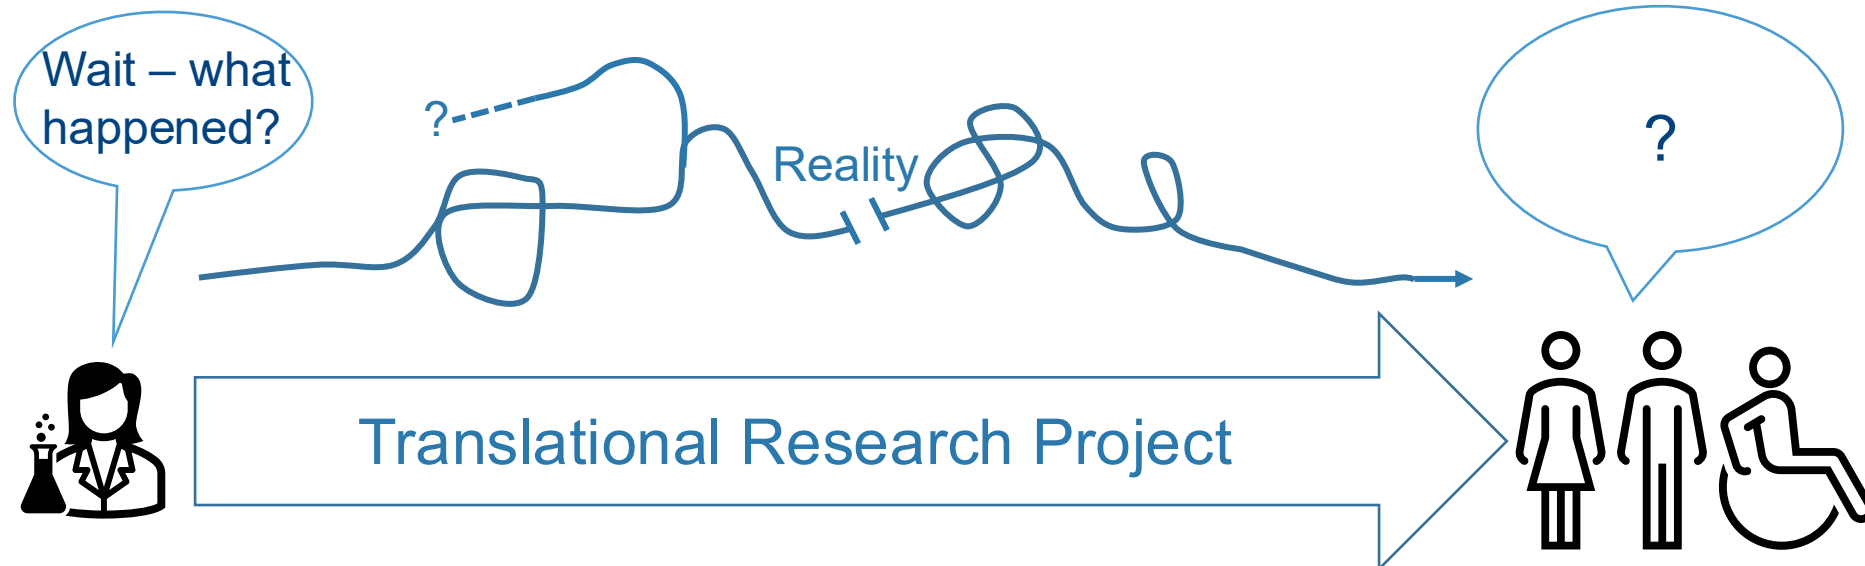 Wait – what
happened?
?
Reality
?
Translational Research Project